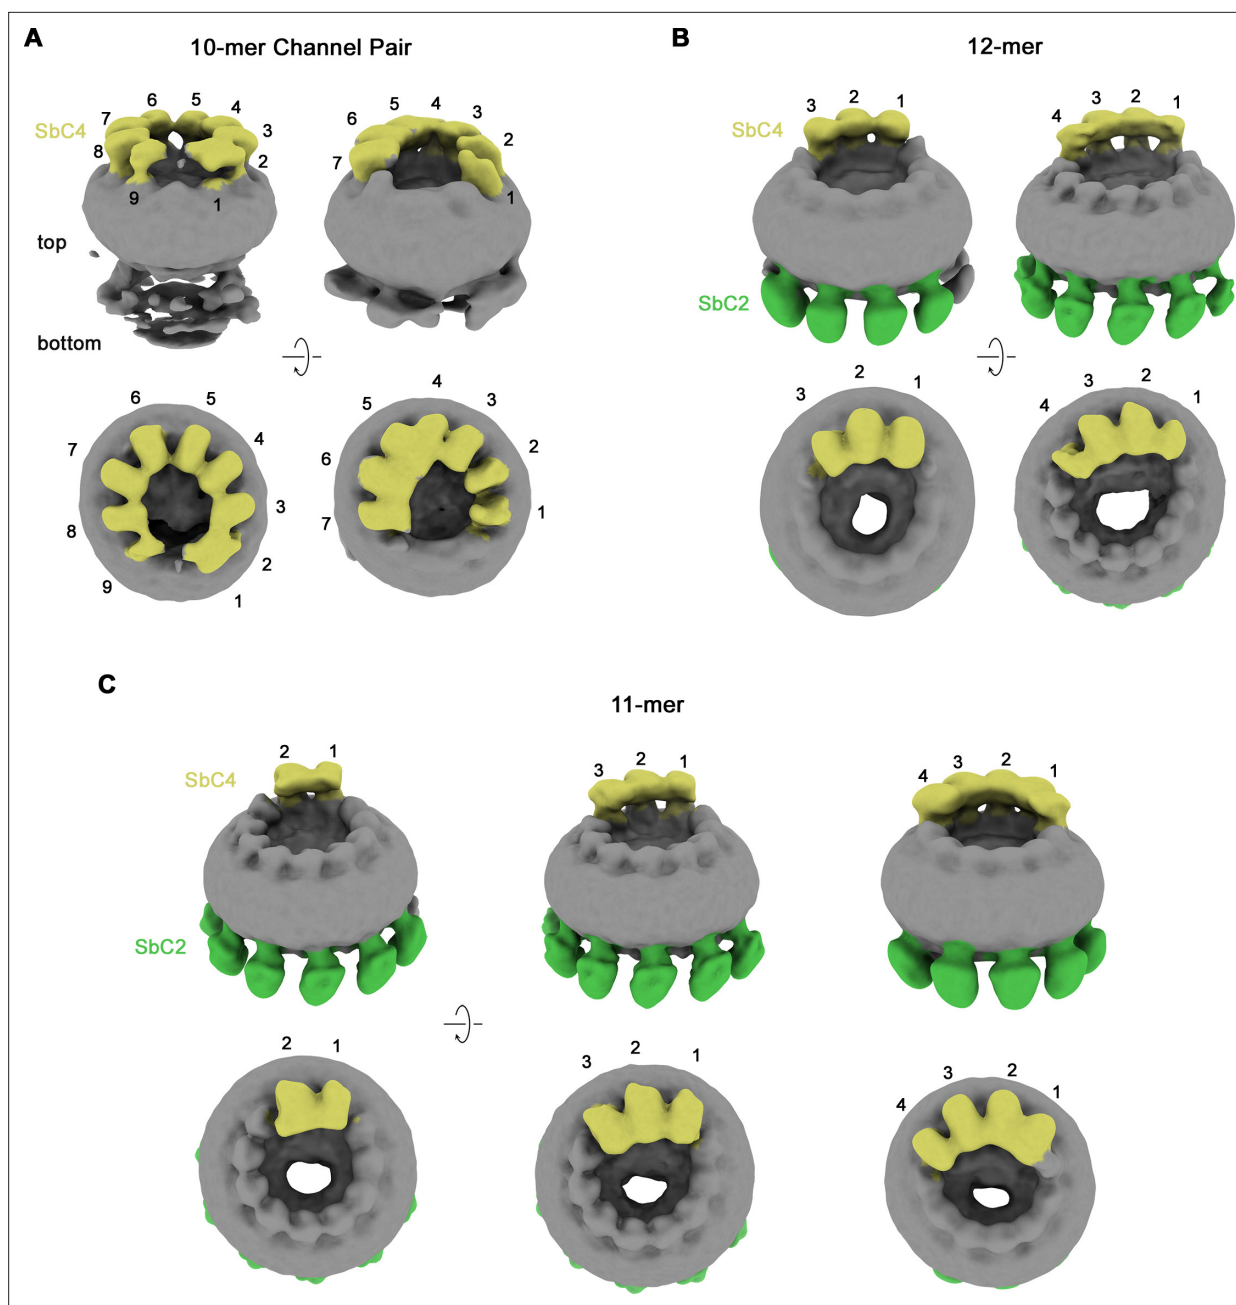 A
10-mer Channel Pair
B
12-mer
SbC4
6 5 4 7 3 8 2 9 1
5 4 3 6 2 7 1
top
bottom
SbC4
3 2 1
3 2 1 4
SbC2
6 5 7 4 8 3 9 2 1
4 5 3 6 2 7 1
2 3 1
3 2 1 4
C
11-mer
SbC4
2 1
3 2 1
4 3 2 1
SbC2
2 1
3 2 1
4 3 2 1